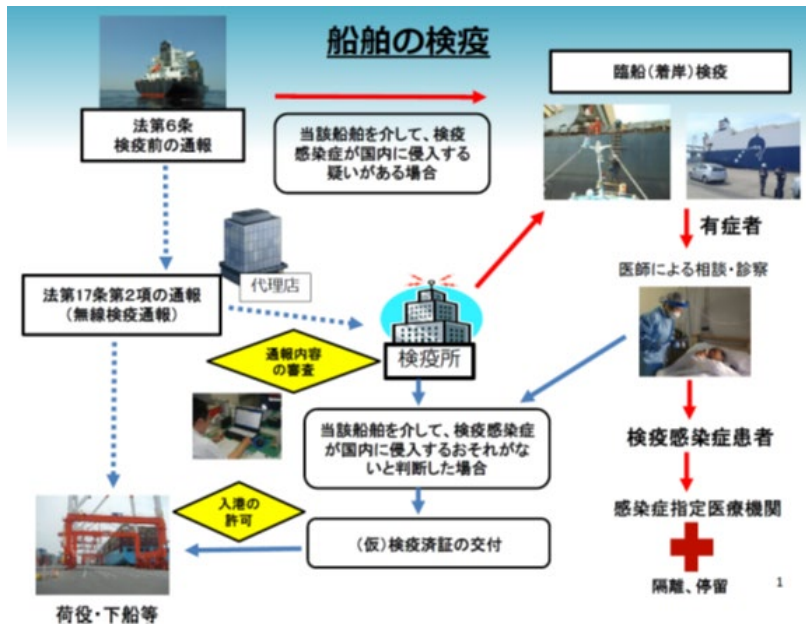 船舶の検疫
臨船(着岸)検疫
法第6条
検疫前の通報
当該船舶を介して、検疫
感染症が国内に侵入する
疑いがある場合
有症者
医師による相談・診察
代理店
法第17条第2項の通報
(無線検疫通報)
通報内容
の審査
検疫所
当該船舶を介して、検疫感染症
が国内に侵入するおそれがな
いと判断した場合
検疫感染症患者
入港の
許可
(仮)検疫済証の交付
感染症指定医療機関
隔離、停留
荷役・下船等
1